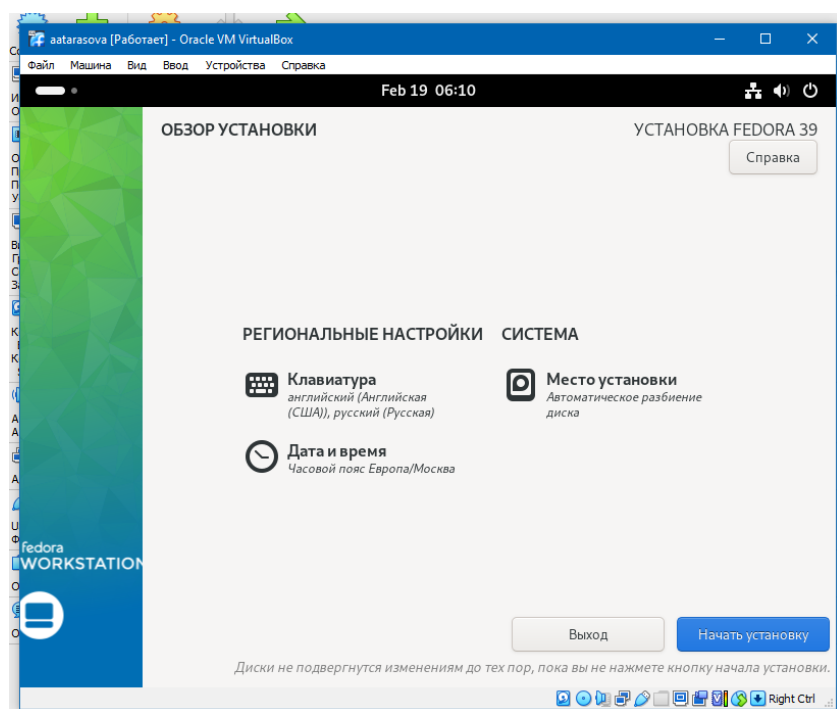 aatarasova [Работает] - Oracle VM VirtualBox
Файл Машина Вид Ввод Устройства Справка
Feb 19 06:10
ОБЗОР УСТАНОВКИ
УСТАНОВКА FEDORA 39
Справка
РЕГИОНАЛЬНЫЕ НАСТРОЙКИ
Клавиатура
английский (Английская
(США)), русский (Русская)
Дата и время
Часовой пояс Европа/Москва
СИСТЕМА
Место установки
Автоматическое разбиение
диска
fedora
WORKSTATION
Выход
Начать установку
Диски не подвергнутся изменениям до тех пор, пока вы не нажмете кнопку начала установки.
Right Ctrl